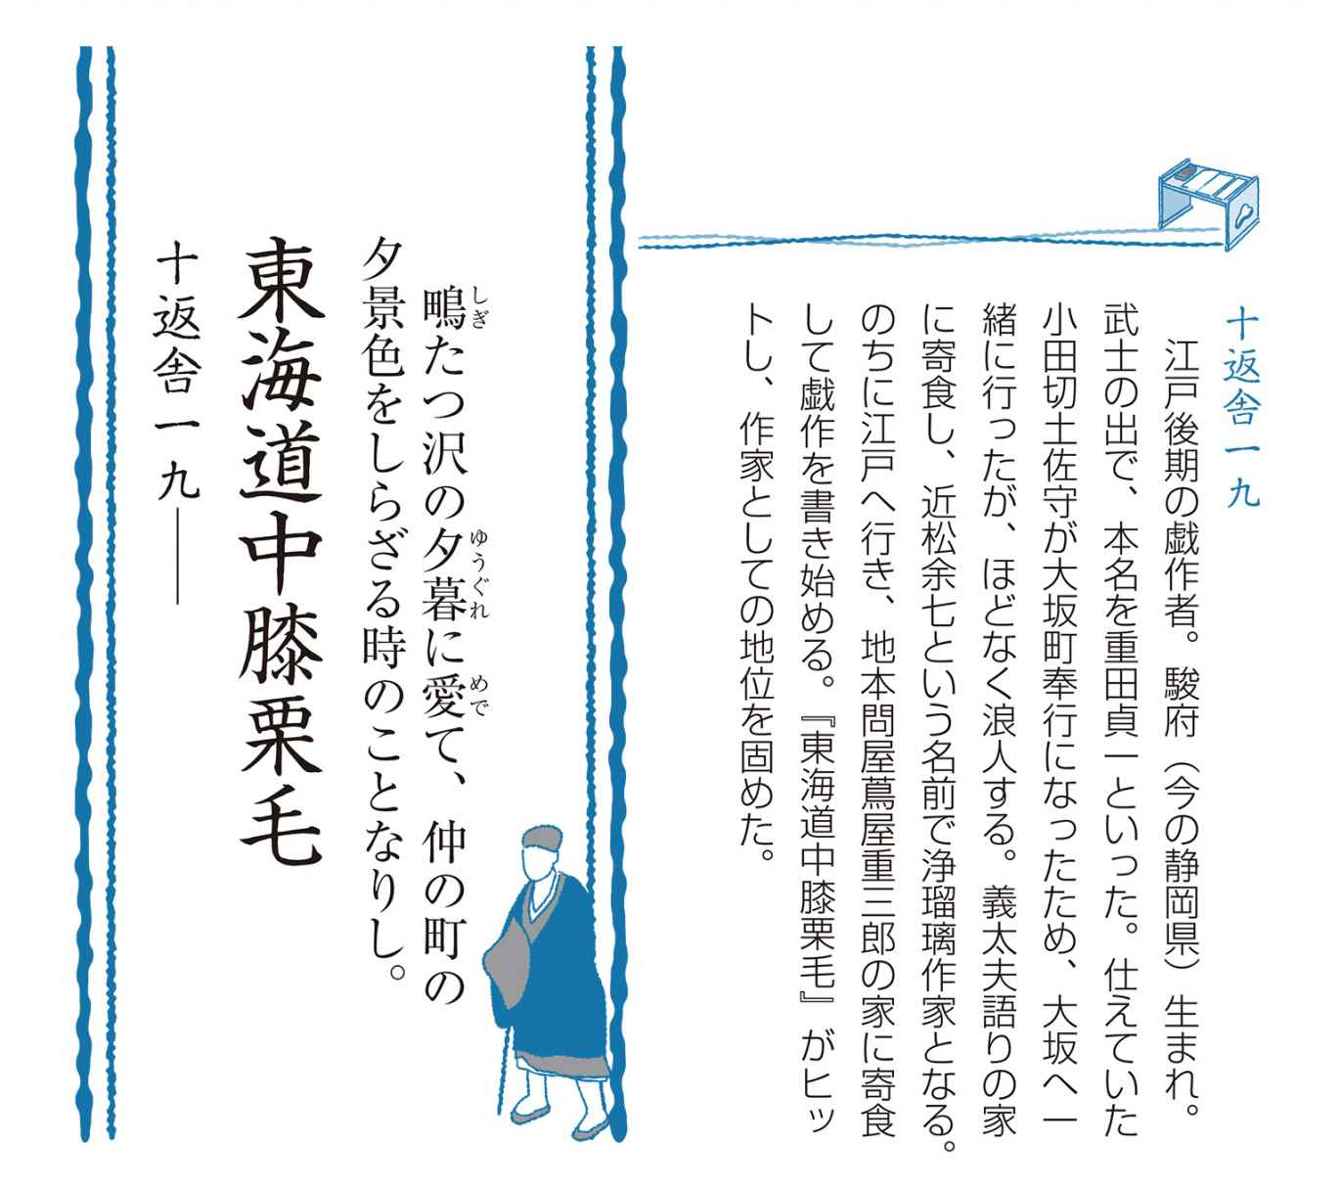 十返舎一九
江戸後期の戯作者。駿府（今の静岡県）生まれ。
武士の出で、本名を重田貞一といった。仕えていた
小田切土佐守が大坂町奉行になったため、大坂へ一
緒に行ったが、ほどなく浪人する。義太夫語りの家
に寄食し、近松余七という名前で浄瑠璃作家となる。
のちに江戸へ行き、地本問屋蔦屋重三郎の家に寄食
して戯作を書き始める。『東海道中膝栗毛』がヒッ
トし、作家としての地位を固めた。
鴫たつ沢の夕暮に愛て、仲の町の
しぎ ゆうぐれ めで
夕景色をしらざる時のことなりし。
東海道中膝栗毛
十返舎一九――